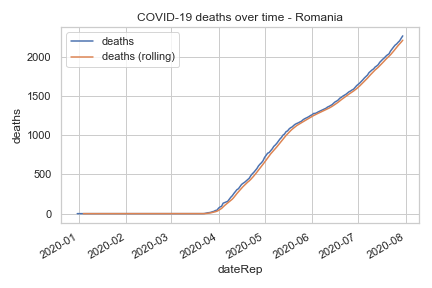 COVID-19 deaths over time - Romania
deaths
deaths (rolling)
deaths
2000
1500
1000
500
0
2020-01
2020-02
2020-03
2020-04
2020-05
2020-06
2020-07
2020-08
dateRep